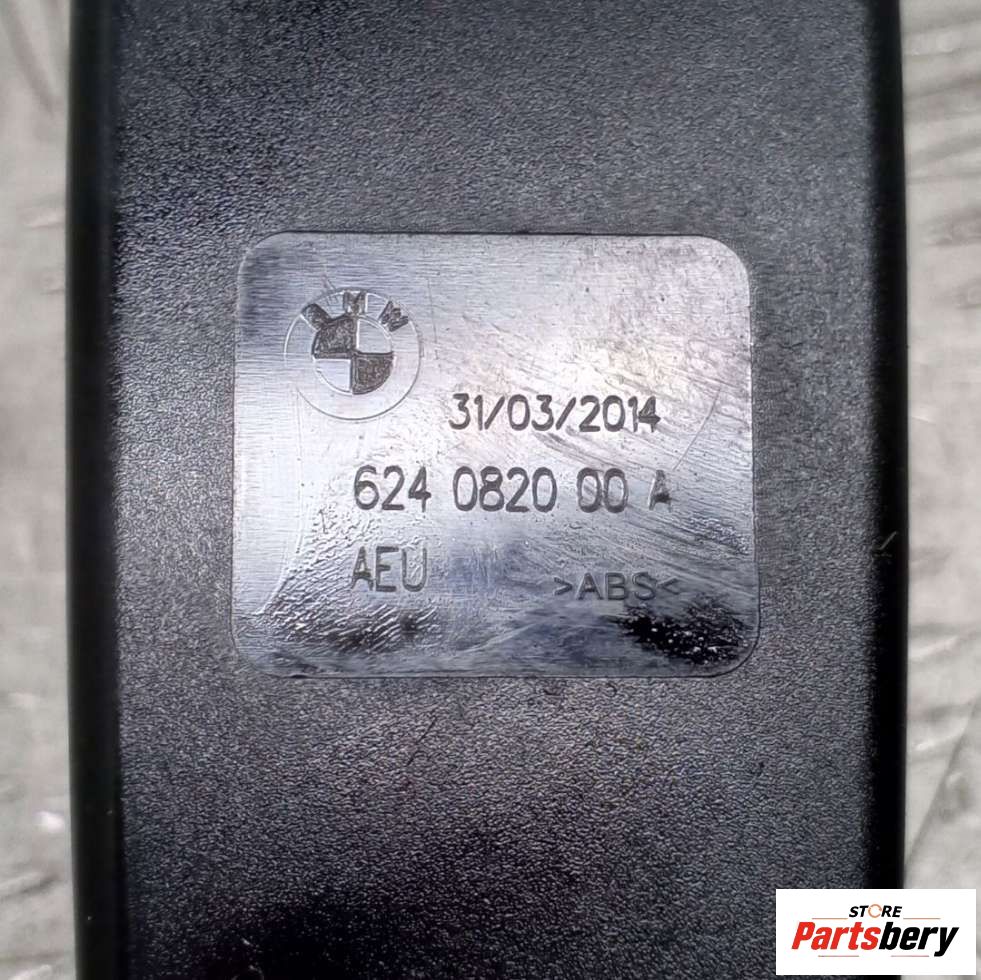 BMW
31/03/2014
624 0820 00 A
AEU >ABS<
STORE
Partsbery